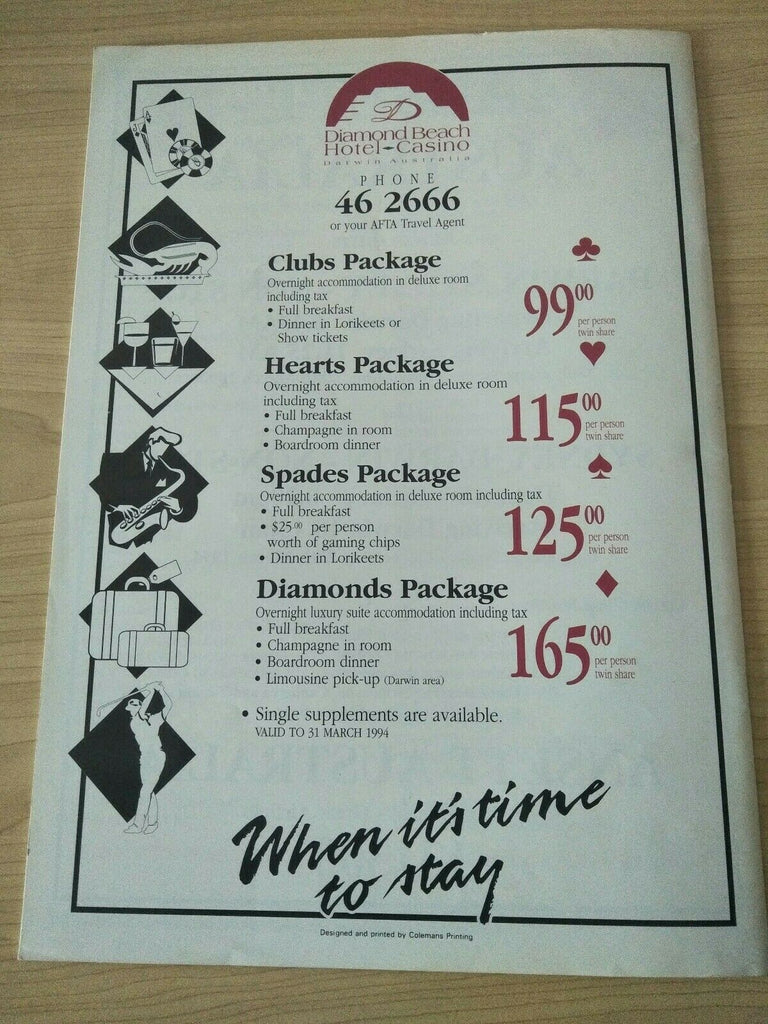 Diamond Beach
Hotel-Casino
Darwin Australia
PHONE
46 2666
or your AFTA Travel Agent
Clubs Package
Overnight accommodation in deluxe room
including tax
• Full breakfast
• Dinner in Lorikeets or
Show tickets
99.00
per person
twin share
Hearts Package
Overnight accommodation in deluxe room
including tax
• Full breakfast
• Champagne in room
• Boardroom dinner
115.00
per person
twin share
Spades Package
Overnight accommodation in deluxe room including tax
• Full breakfast
• $25.00 per person
worth of gaming chips
• Dinner in Lorikeets
125.00
per person
twin share
Diamonds Package
Overnight luxury suite accommodation including tax
• Full breakfast
• Champagne in room
• Boardroom dinner
• Limousine pick-up (Darwin area)
165.00
per person
twin share
• Single supplements are available.
VALID TO 31 MARCH 1994
When it's time
to stay
Designed and printed by Colemans Printing